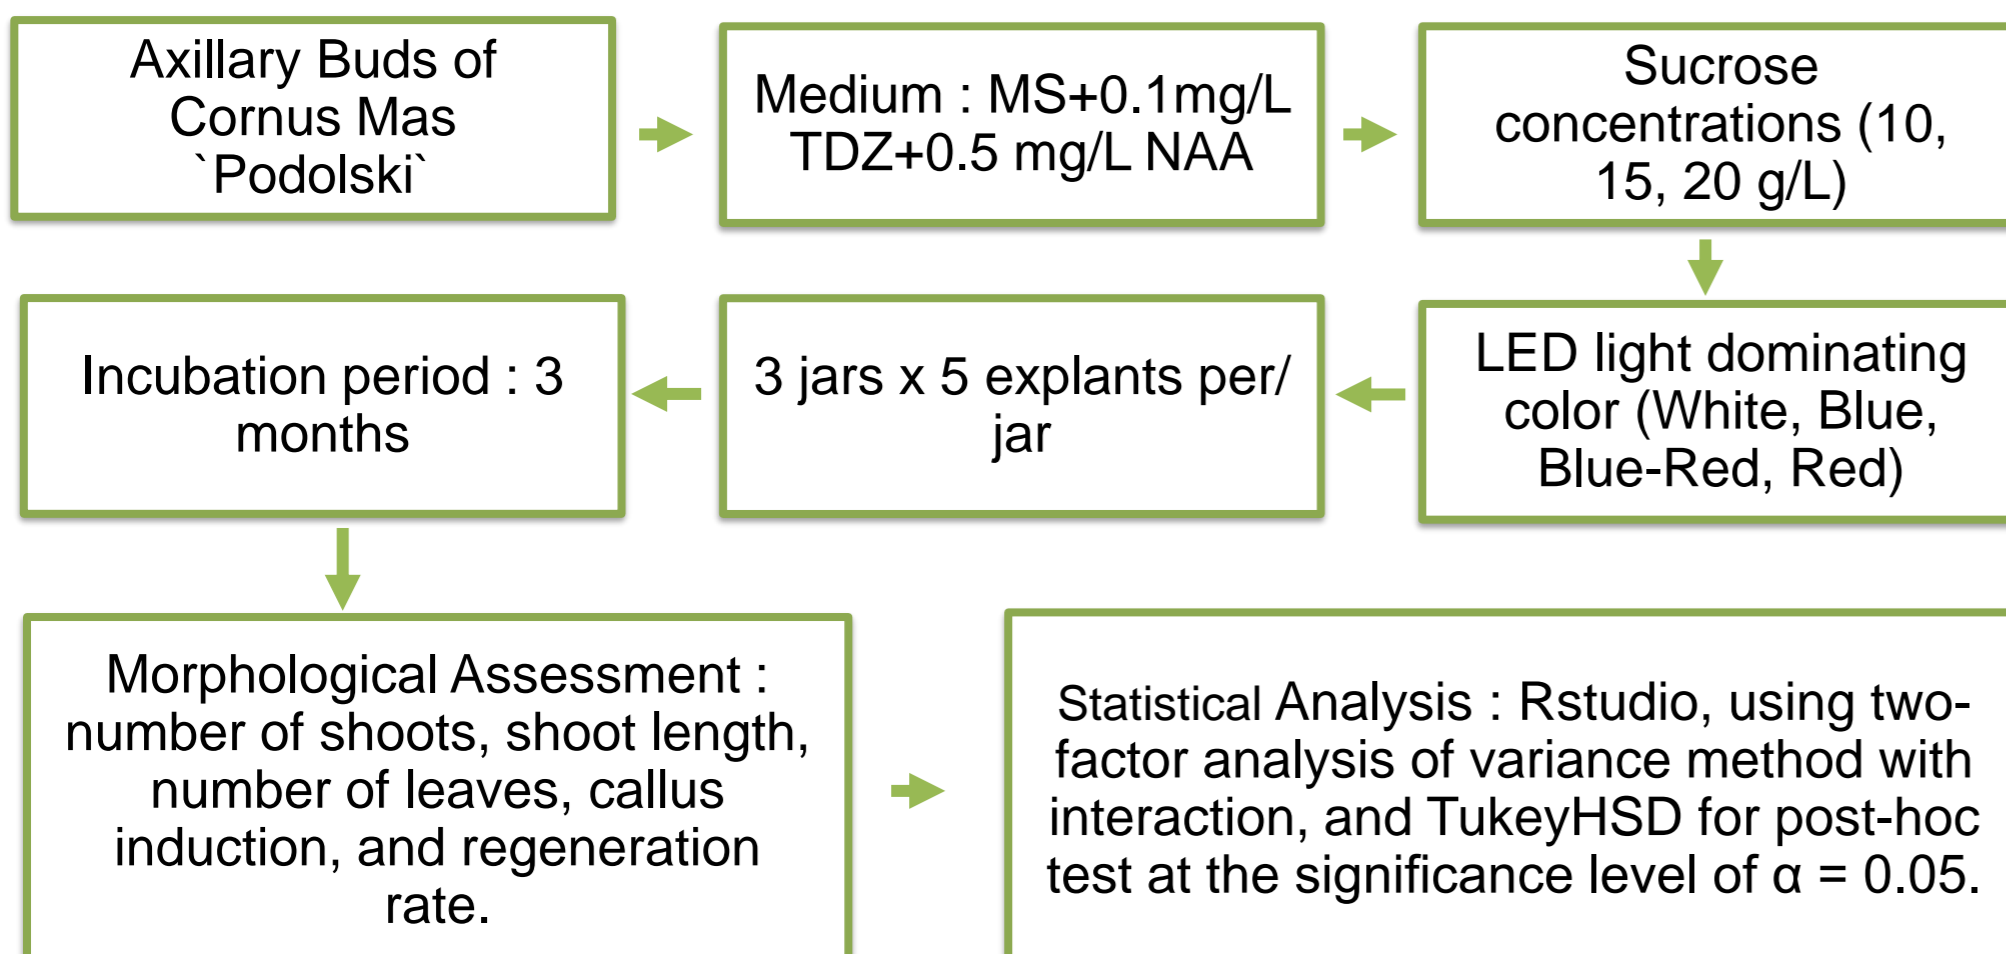 Axillary Buds of
Cornus Mas
`Podolski`
Medium : MS+0.1mg/L
TDZ+0.5 mg/L NAA
Sucrose
concentrations (10,
15, 20 g/L)
LED light dominating
color (White, Blue,
Blue-Red, Red)
3 jars x 5 explants per/
jar
Incubation period : 3
months
Morphological Assessment :
number of shoots, shoot length,
number of leaves, callus
induction, and regeneration
rate.
Statistical Analysis : Rstudio, using two-
factor analysis of variance method with
interaction, and TukeyHSD for post-hoc
test at the significance level of α = 0.05.